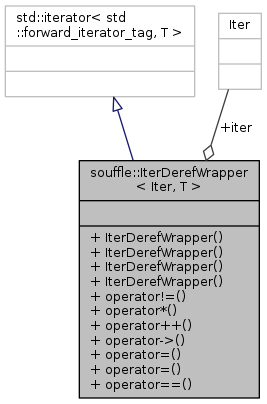 std::iterator< std
::forward_iterator_tag, T >
Iter
+iter
souffle::IterDerefWrapper
< Iter, T >
+ IterDerefWrapper()
+ IterDerefWrapper()
+ IterDerefWrapper()
+ IterDerefWrapper()
+ operator!=()
+ operator*()
+ operator++()
+ operator->()
+ operator=()
+ operator=()
+ operator==()